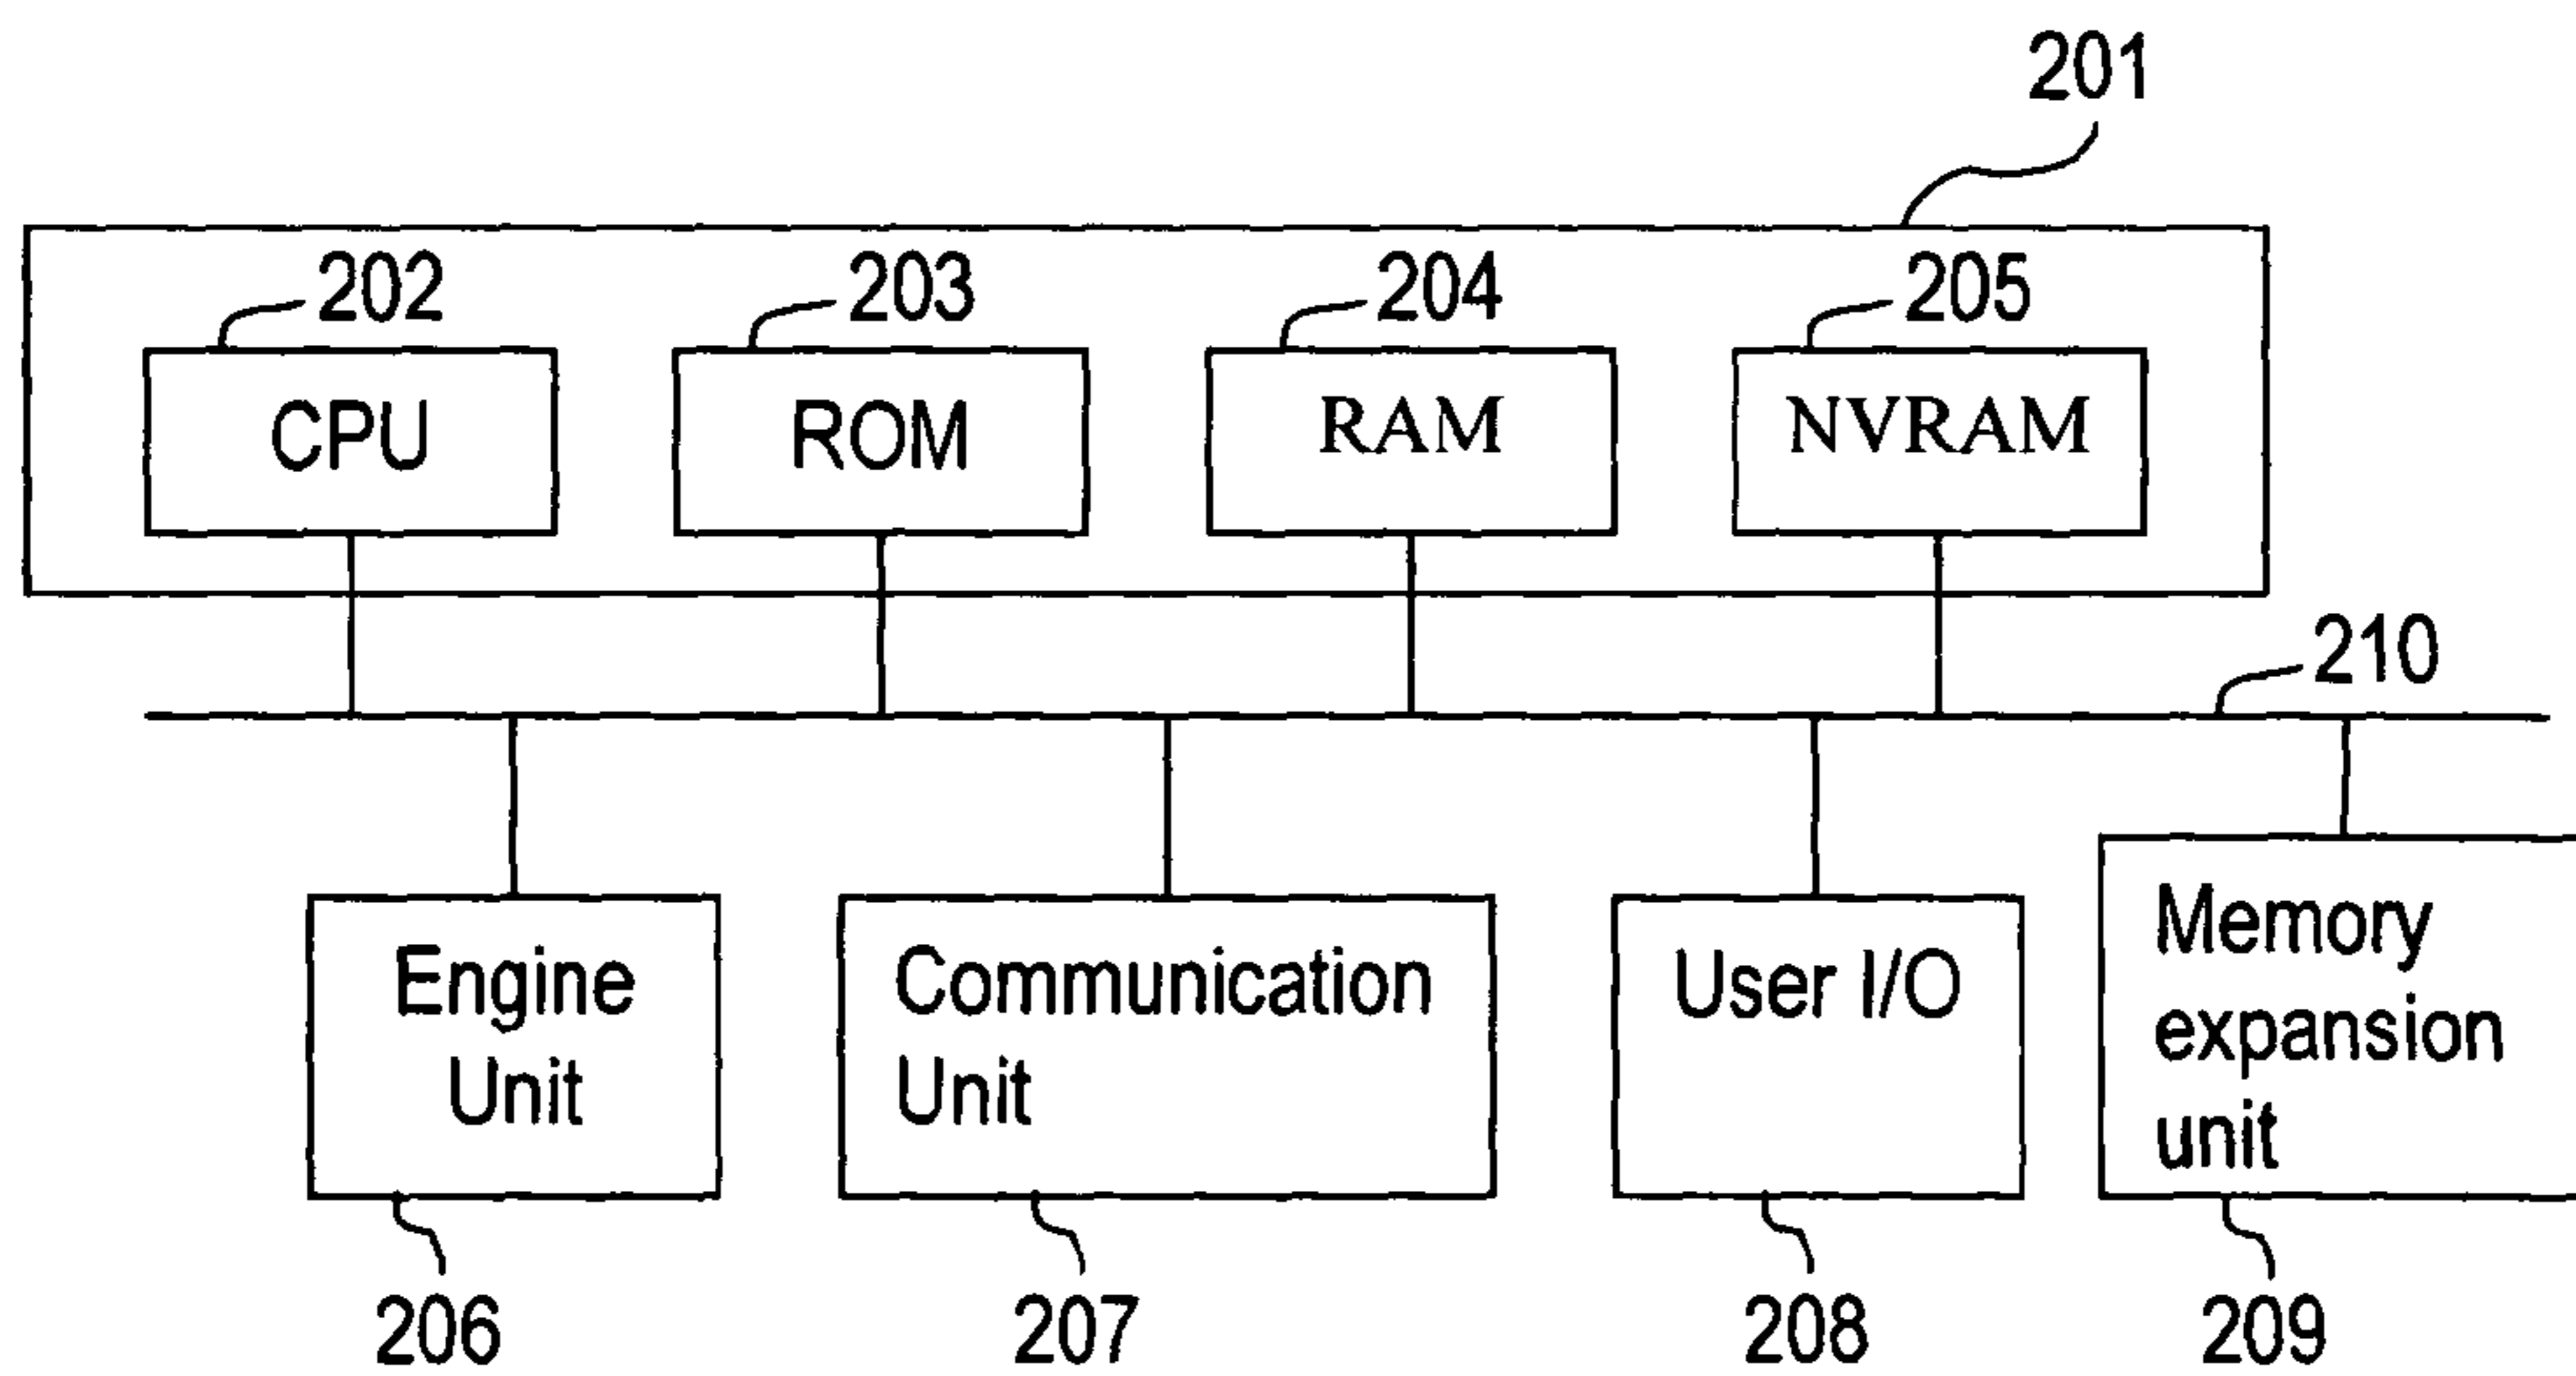 201
202
203
204
205
CPU
ROM
RAM
NVRAM
210
Engine
Unit
Communication
Unit
User I/O
Memory
expansion
unit
206
207
208
209